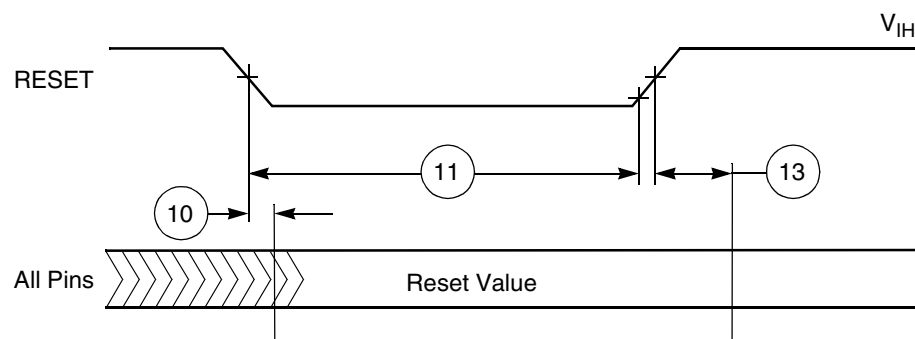 V_IH
RESET
11
13
10
All Pins
Reset Value